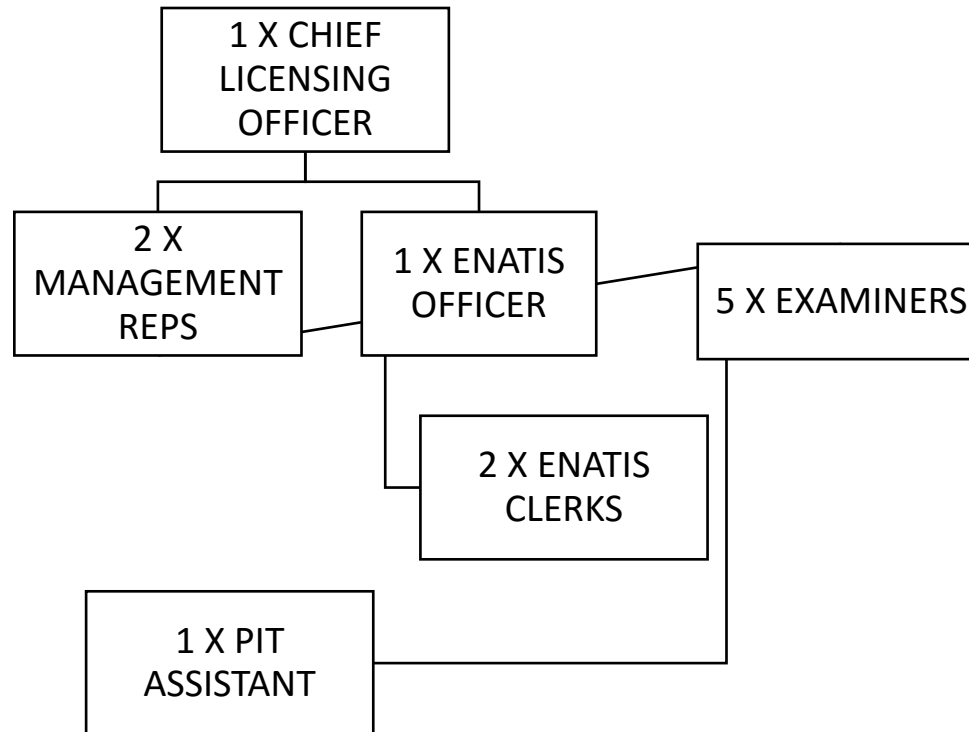 1 X CHIEF
LICENSING
OFFICER
2 X
MANAGEMENT
REPS
1 X ENATIS
OFFICER
5 X EXAMINERS
2 X ENATIS
CLERKS
1 X PIT
ASSISTANT